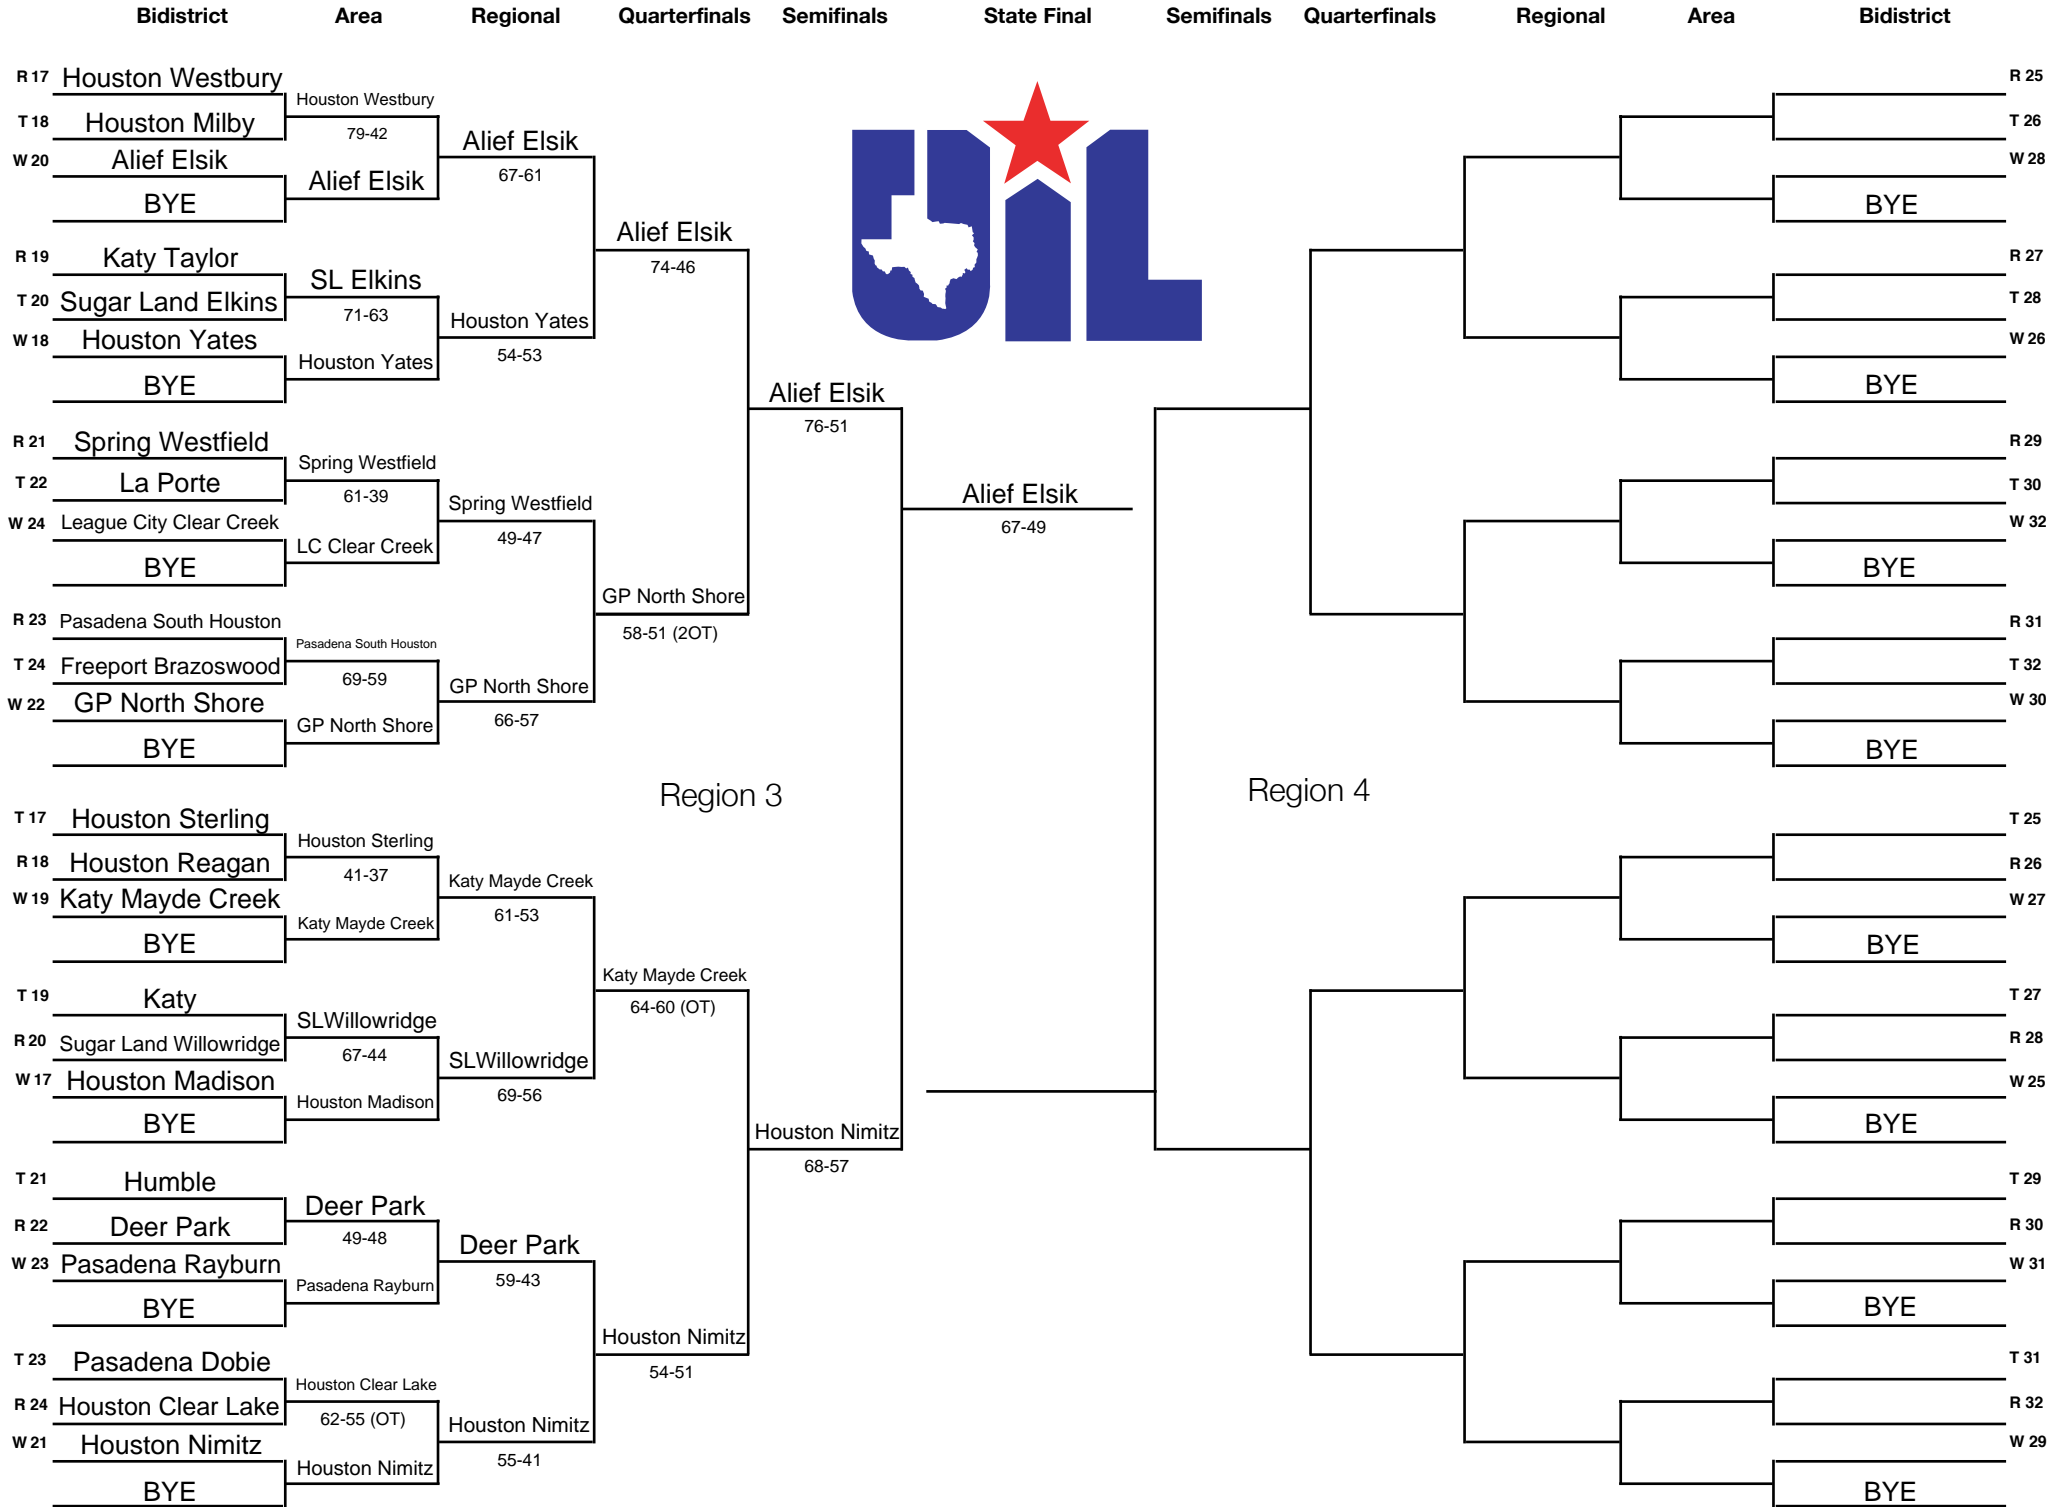 Bidistrict Area Regional Quarterfinals Semifinals State Final Semifinals Quarterfinals Regional Area Bidistrict
R 17 Houston Westbury
Houston Westbury
T 18 Houston Milby
79-42
W 20 Alief Elsik
Alief Elsik
BYE
Alief Elsik
67-61
R 19 Katy Taylor
SL Elkins
T 20 Sugar Land Elkins
71-63
W 18 Houston Yates
Houston Yates
BYE
Houston Yates
54-53
Alief Elsik
74-46
R 21 Spring Westfield
Spring Westfield
T 22 La Porte
61-39
W 24 League City Clear Creek
LC Clear Creek
BYE
Spring Westfield
49-47
R 23 Pasadena South Houston
Pasadena South Houston
T 24 Freeport Brazoswood
69-59
W 22 GP North Shore
GP North Shore
BYE
GP North Shore
66-57
GP North Shore
58-51 (2OT)
Alief Elsik
76-51
Region 3
T 17 Houston Sterling
Houston Sterling
R 18 Houston Reagan
41-37
W 19 Katy Mayde Creek
Katy Mayde Creek
BYE
Katy Mayde Creek
61-53
T 19 Katy
SLWillowridge
R 20 Sugar Land Willowridge
67-44
W 17 Houston Madison
Houston Madison
BYE
SLWillowridge
69-56
Katy Mayde Creek
64-60 (OT)
T 21 Humble
Deer Park
R 22 Deer Park
49-48
W 23 Pasadena Rayburn
Pasadena Rayburn
BYE
Deer Park
59-43
T 23 Pasadena Dobie
Houston Clear Lake
R 24 Houston Clear Lake
62-55 (OT)
W 21 Houston Nimitz
Houston Nimitz
BYE
Houston Nimitz
55-41
Houston Nimitz
54-51
Houston Nimitz
68-57
Alief Elsik
67-49
UIL
Region 4
R 25
T 26
W 28
BYE
R 27
T 28
W 26
BYE
R 29
T 30
W 32
BYE
R 31
T 32
W 30
BYE
T 25
R 26
W 27
BYE
T 27
R 28
W 25
BYE
T 29
R 30
W 31
BYE
T 31
R 32
W 29
BYE